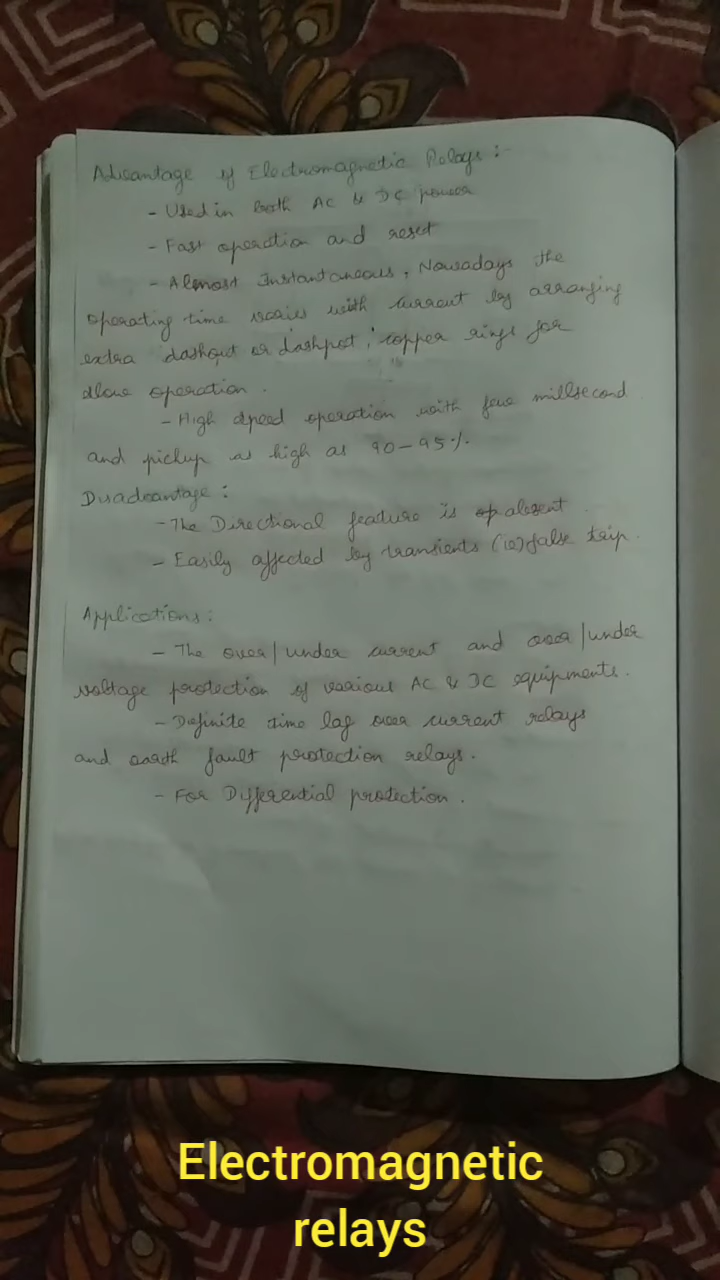 Advantage of Electromagnetic Relays :-
- Used in both AC & DC power
- Fast operation and reset
- Almost Instantaneous, Nowadays the
operating time varies with current by arranging
extra dashout or dashpot, copper rings for
slow operation.
- High speed operation with few millsecond
and pickup as high as 90-95%.
Disadvantage :
- The Directional feature is absent
- Easily affected by transients (ie) false trip.
Applications :
- The over/under current and over/under
voltage protection of various AC & DC equipments.
- Definite time lag over current relays
and earth fault protection relays.
- For Differential protection.
Electromagnetic
relays